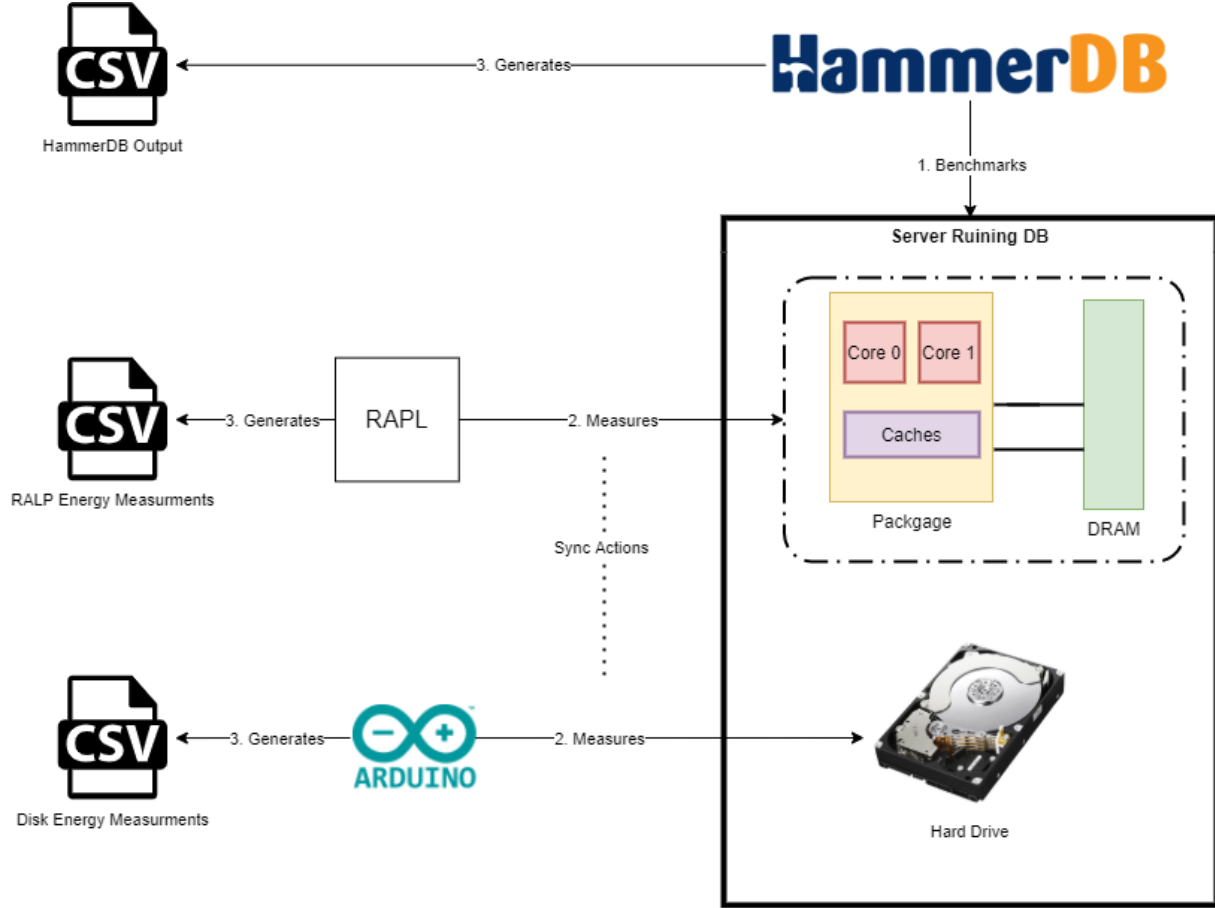 CSV
3. Generates
HammerDB
HammerDB Output
1. Benchmarks
Server Ruining DB
Core 0
Core 1
CSV
3. Generates
RAPL
2. Measures
Caches
RALP Energy Measurments
Packgage
DRAM
Sync Actions
CSV
3. Generates
ARDUINO
2. Measures
Disk Energy Measurments
Hard Drive